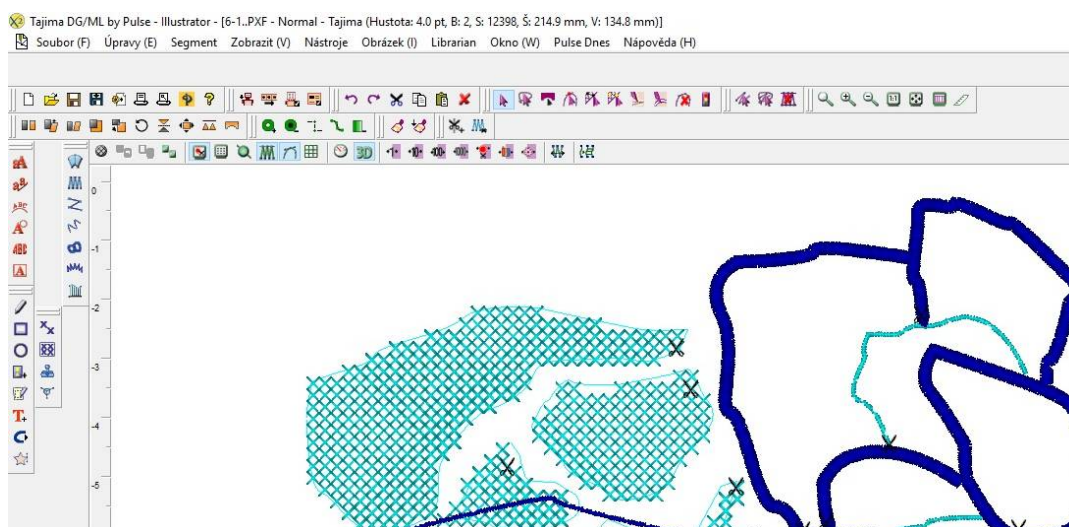 Tajima DG/ML by Pulse - Illustrator - [6-1..PXF - Normal - Tajima (Hustota: 4.0 pt, B: 2, S: 12398, Š: 214.9 mm, V: 134.8 mm)]
Soubor (F) Úpravy (E) Segment Zobrazit (V) Nástroje Obrázek (I) Librarian Okno (W) Pulse Dnes Nápověda (H)
3D
0
-1
-2
-3
-4
-5